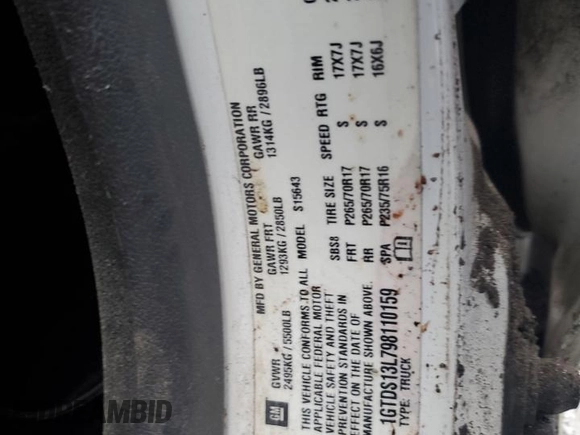 MFD BY GENERAL MOTORS CORPORATION
GM
GVWR GAWR FRT GAWR RR
2495KG/5500LB 1293KG/2850LB 1314KG/2896LB
THIS VEHICLE CONFORMS TO ALL MODEL S15643
APPLICABLE FEDERAL MOTOR
VEHICLE SAFETY AND THEFT
PREVENTION STANDARDS IN
EFFECT ON THE DATE OF
MANUFACTURE SHOWN ABOVE.
1GTDS13L798110159
TYPE: TRUCK
SBS8 TIRE SIZE SPEED RTG RIM
FRT P265/70R17 S 17X7J
RR P265/70R17 S 17X7J
SPA P235/75R16 S 16X6J